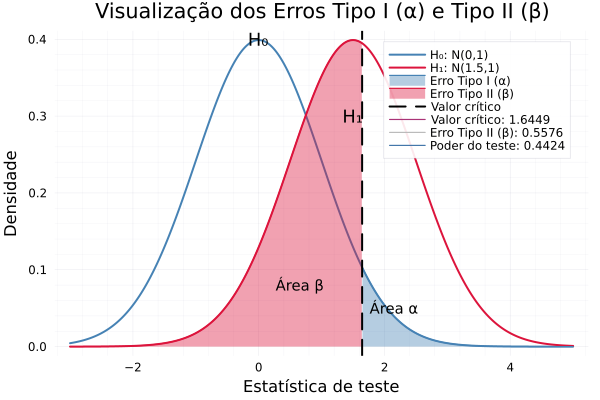 Visualização dos Erros Tipo I (α) e Tipo II (β)
H₀
H₁
Área β
Área α
H₀: N(0,1)
H₁: N(1.5,1)
Erro Tipo I (α)
Erro Tipo II (β)
Valor crítico
Valor crítico: 1.6449
Erro Tipo II (β): 0.5576
Poder do teste: 0.4424
Densidade
0.4
0.3
0.2
0.1
0.0
−2
0
2
4
Estatística de teste